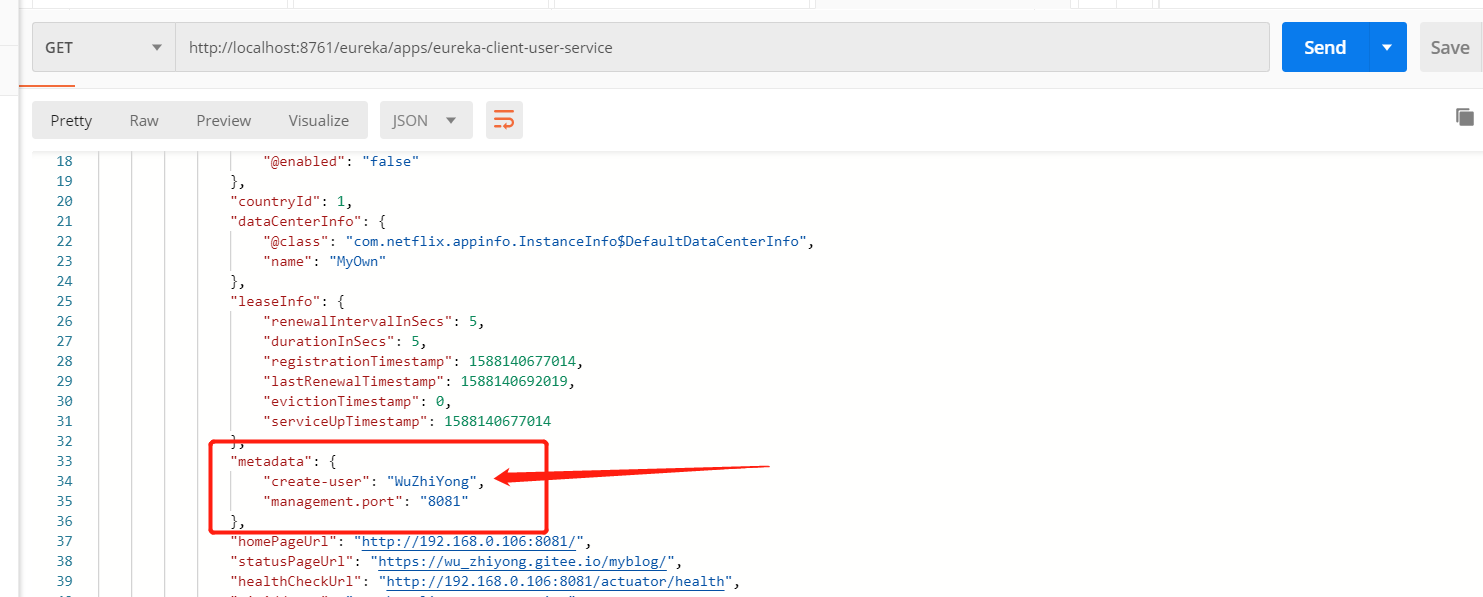 GET http://localhost:8761/eureka/apps/eureka-client-user-service Send Save
Pretty Raw Preview Visualize JSON
18 "@enabled": "false"
19 },
20 "countryId": 1,
21 "dataCenterInfo": {
22 "@class": "com.netflix.appinfo.InstanceInfo$DefaultDataCenterInfo",
23 "name": "MyOwn"
24 },
25 "leaseInfo": {
26 "renewalIntervalInSecs": 5,
27 "durationInSecs": 5,
28 "registrationTimestamp": 1588140677014,
29 "lastRenewalTimestamp": 1588140692019,
30 "evictionTimestamp": 0,
31 "serviceUpTimestamp": 1588140677014
32 },
33 "metadata": {
34 "create-user": "WuZhiYong",
35 "management.port": "8081"
36 },
37 "homePageUrl": "http://192.168.0.106:8081/",
38 "statusPageUrl": "https://wu_zhiyong.gitee.io/myblog/",
39 "healthCheckUrl": "http://192.168.0.106:8081/actuator/health",